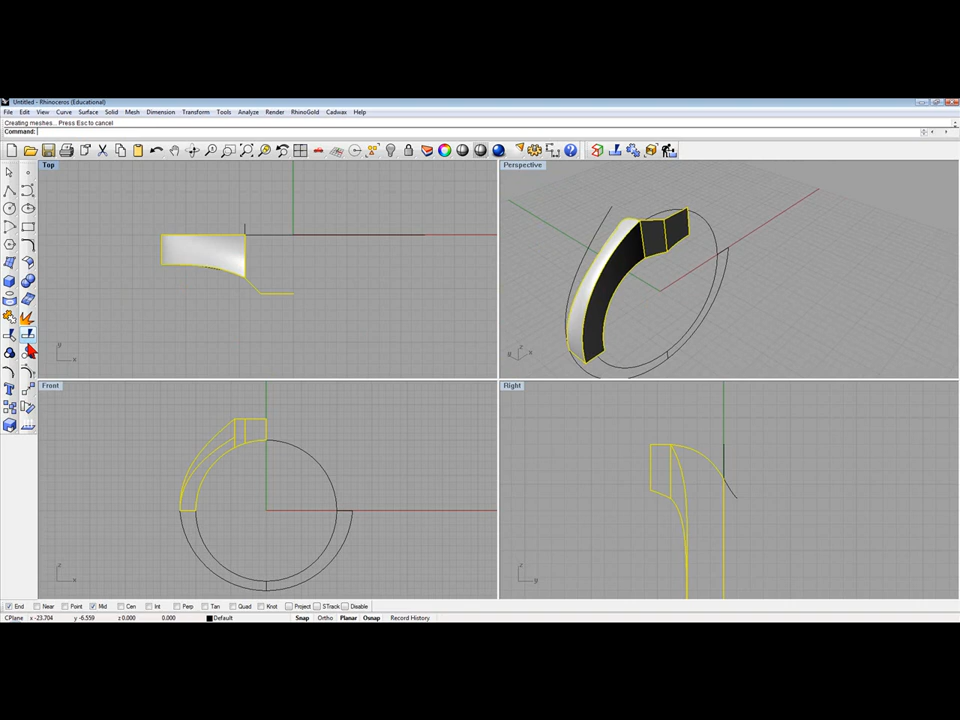 Untitled - Rhinoceros (Educational)
File Edit View Curve Surface Solid Mesh Dimension Transform Tools Analyze Render RhinoGold Cadwax Help
Creating meshes... Press Esc to cancel
Command:
Top
Perspective
y
x
z
y
x
Front
Right
z
x
z
y
End Near Point Mid Cen Int Perp Tan Quad Knot Project STrack Disable
CPlane x -23.704 y -6.559 z 0.000 0.000 Default Snap Ortho Planar Osnap Record History